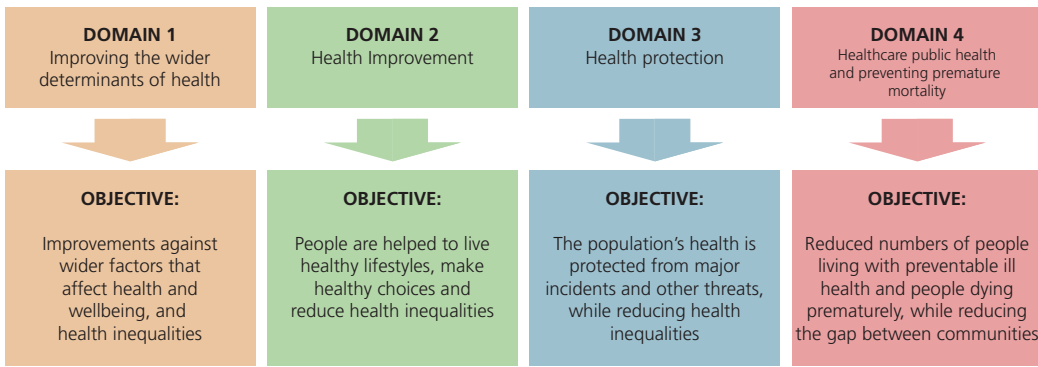 DOMAIN 1
Improving the wider
determinants of health
DOMAIN 2
Health Improvement
DOMAIN 3
Health protection
DOMAIN 4
Healthcare public health
and preventing premature
mortality
OBJECTIVE:
Improvements against
wider factors that
affect health and
wellbeing, and
health inequalities
OBJECTIVE:
People are helped to live
healthy lifestyles, make
healthy choices and
reduce health inequalities
OBJECTIVE:
The population’s health is
protected from major
incidents and other threats,
while reducing health
inequalities
OBJECTIVE:
Reduced numbers of people
living with preventable ill
health and people dying
prematurely, while reducing
the gap between communities